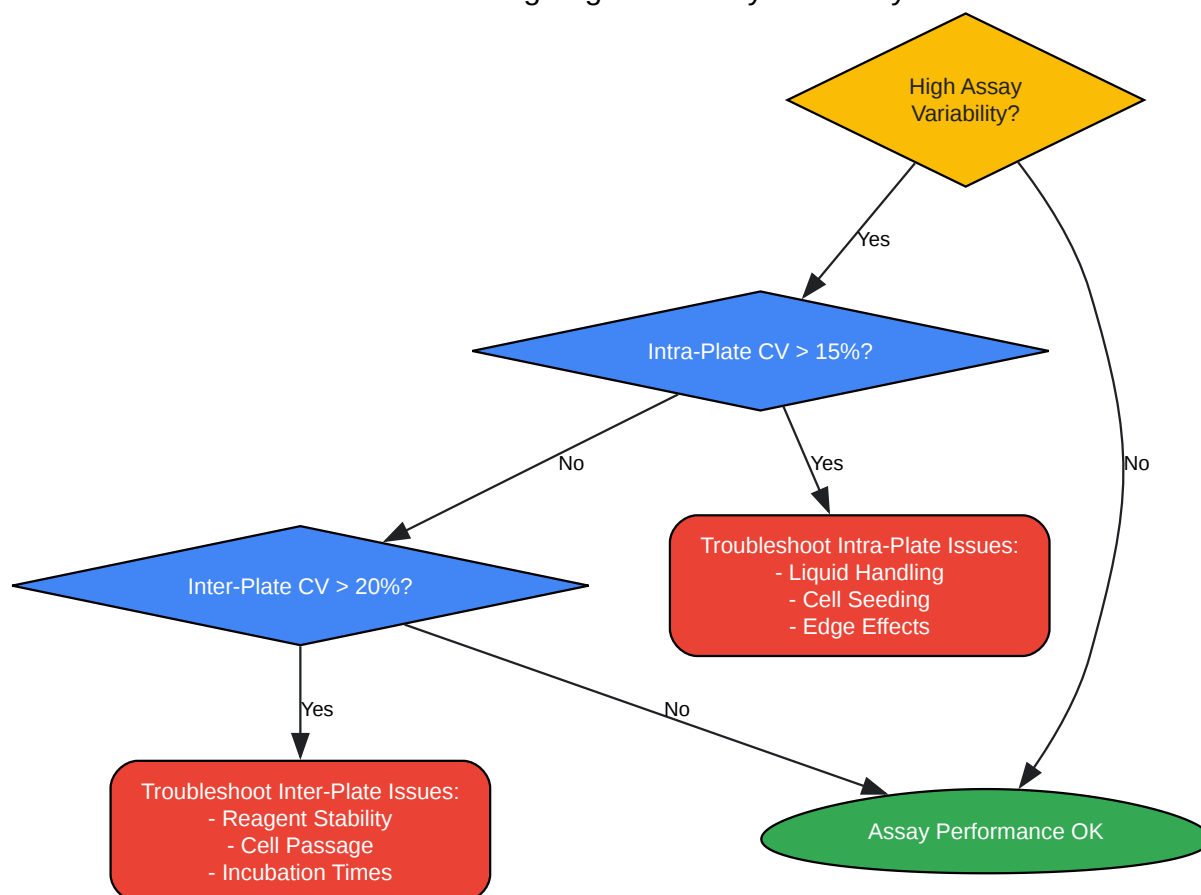 High Assay
Variability?
Yes
Intra-Plate CV > 15%?
No
Yes
No
Troubleshoot Intra-Plate Issues:
- Liquid Handling
- Cell Seeding
- Edge Effects
Inter-Plate CV > 20%?
Yes
No
Troubleshoot Inter-Plate Issues:
- Reagent Stability
- Cell Passage
- Incubation Times
Assay Performance OK